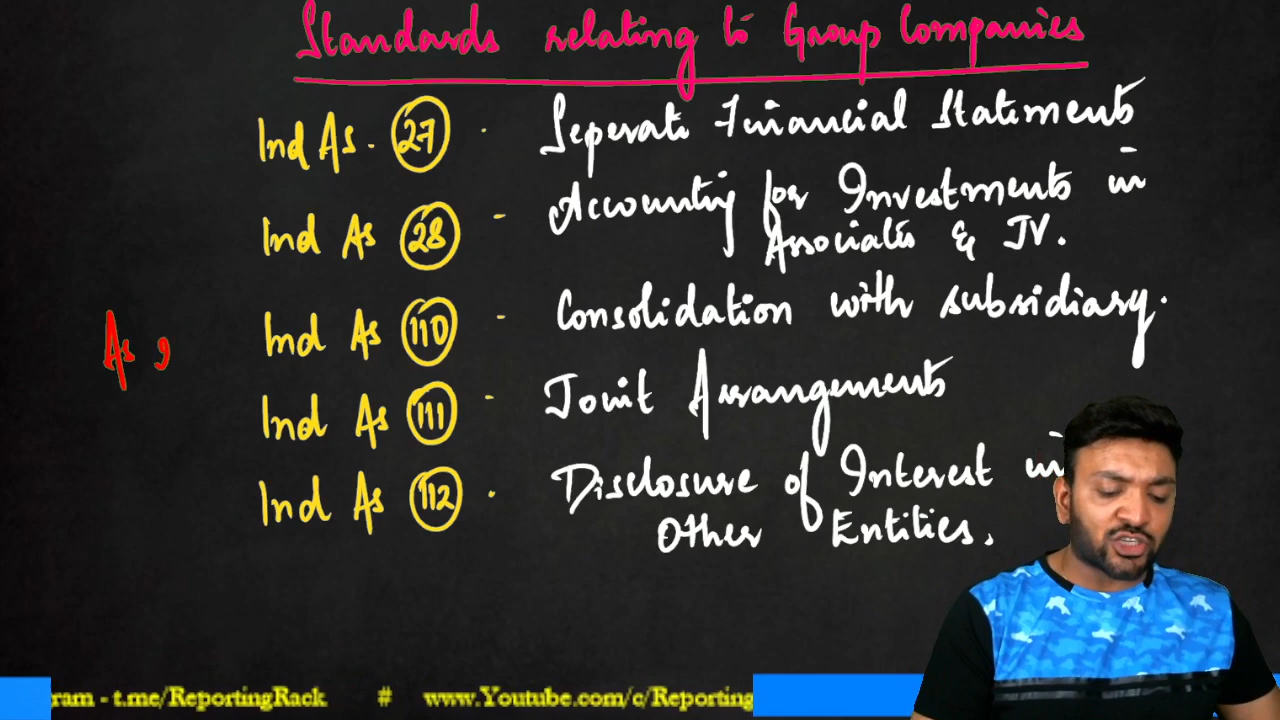 Standards relating to Group Companies
Ind As. 27 - Seperate Financial Statements
Ind As 28 - Accounting for Investments in
Associates & JV.
Ind As 110 - Consolidation with subsidiary.
As ,
Ind As 111 - Joint Arrangements
Ind As 112 - Disclosure of Interest in
Other Entities.
ram - t.me/ReportingRack # www.Youtube.com/c/Reporting